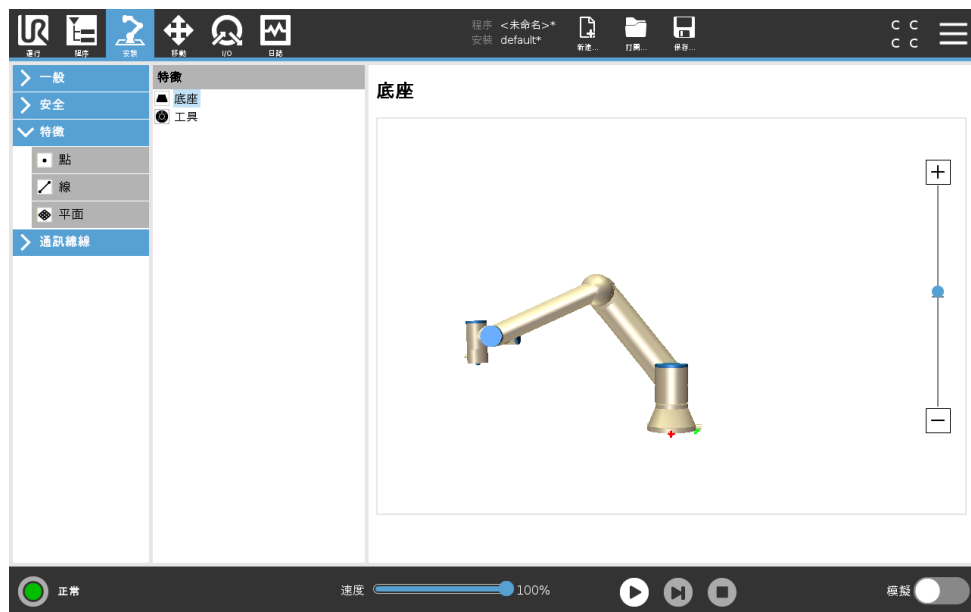 UR
運行
程序
安裝
移動
I/O
日誌
程序 <未命名>*
安裝 default*
新建...
打開...
保存...
C C
C C
一般
安全
特徵
點
線
平面
通訊總線
特徵
底座
工具
底座
正常
速度
100%
模擬